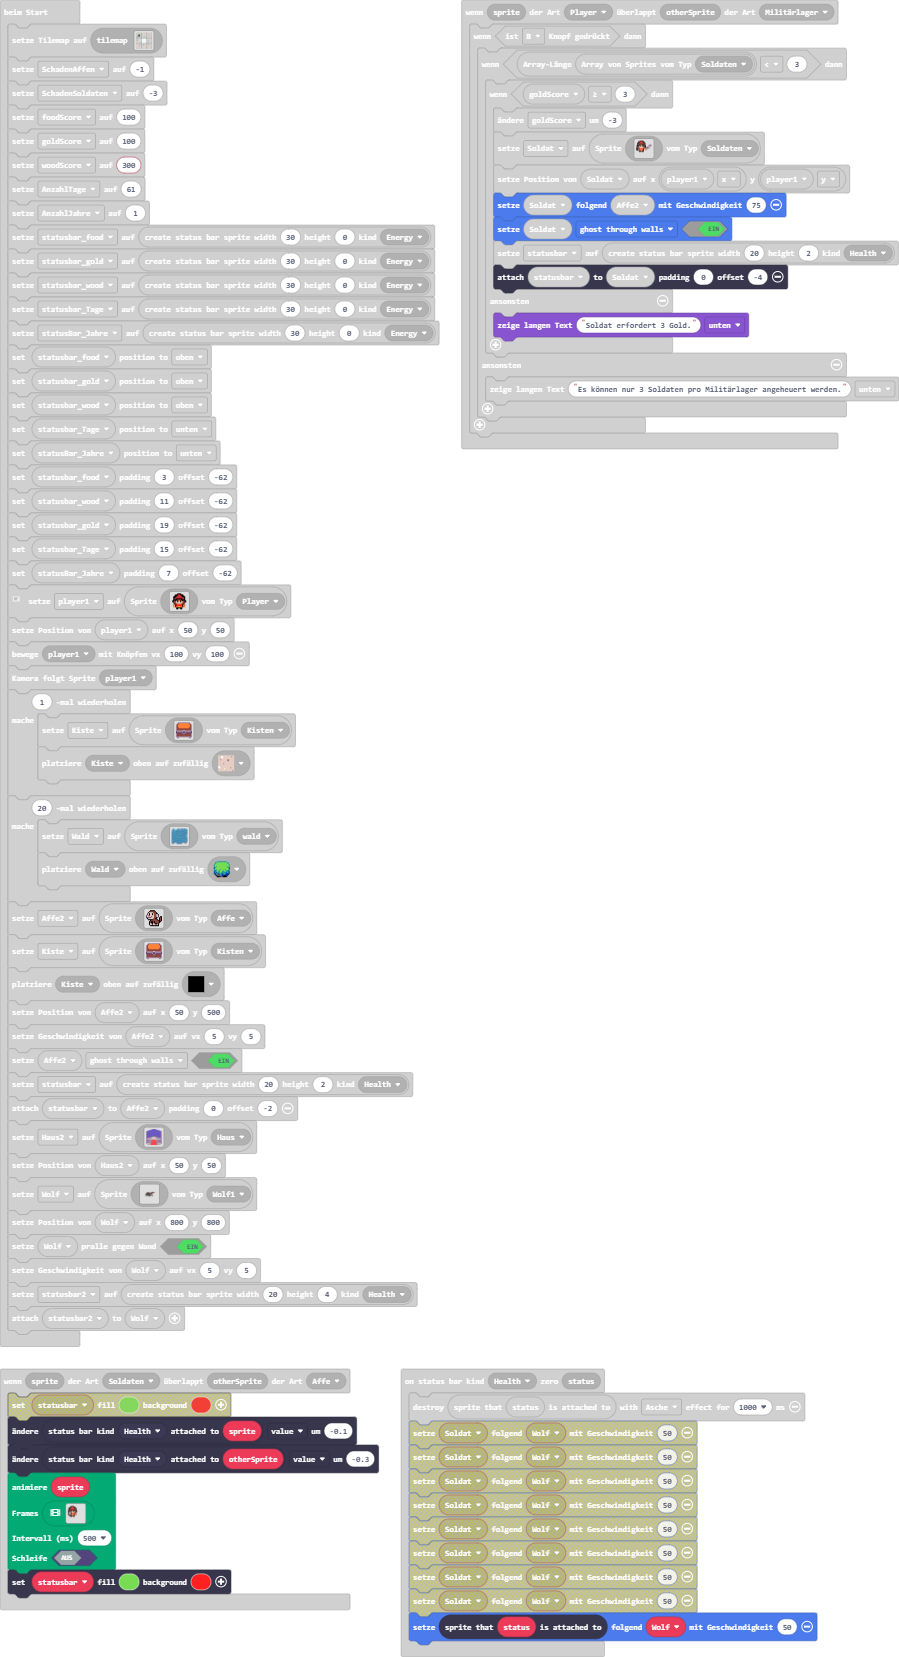 beim Start
setze Tilemap auf tilemap
setze SchadenAffen auf -1
setze SchadnSoldaten auf -3
setze foodScore auf 100
setze goldScore auf 100
setze woodScore auf 300
setze AnzahlTage auf 61
setze AnzahlJahre auf 1
setze statusbar_food auf create status bar sprite width 30 height 0 kind Energy
setze statusbar_gold auf create status bar sprite width 30 height 0 kind Energy
setze statusbar_wood auf create status bar sprite width 30 height 0 kind Energy
setze statusbar_Tage auf create status bar sprite width 30 height 0 kind Energy
setze statusBar_Jahre auf create status bar sprite width 30 height 0 kind Energy
set statusbar_food position to oben
set statusbar_gold position to oben
set statusbar_wood position to oben
set statusbar_Tage position to unten
set statusBar_Jahre position to unten
set statusbar_food padding 3 offset -62
set statusbar_wood padding 11 offset -62
set statusbar_gold padding 19 offset -62
set statusbar_Tage padding 15 offset -62
set statusBar_Jahre padding 7 offset -62
setze player1 auf Sprite vom Typ Player
setze Position von player1 auf x 50 y 50
bewege player1 mit Knöpfen vx 100 vy 100
Kamera folgt Sprite player1
1 -mal wiederholen
mache
setze Kiste auf Sprite vom Typ Kisten
platziere Kiste oben auf zufällig
20 -mal wiederholen
mache
setze Wald auf Sprite vom Typ wald
platziere Wald oben auf zufällig
setze Affe2 auf Sprite vom Typ Affe
setze Kiste auf Sprite vom Typ Kisten
platziere Kiste oben auf zufällig
setze Position von Affe2 auf x 50 y 500
setze Geschwindigkeit von Affe2 auf vx 5 vy 5
setze Affe2 ghost through walls EIN
setze statusbar auf create status bar sprite width 20 height 2 kind Health
attach statusbar to Affe2 padding 0 offset -2
setze Haus2 auf Sprite vom Typ Haus
setze Position von Haus2 auf x 50 y 50
setze Wolf auf Sprite vom Typ Wolf1
setze Position von Wolf auf x 800 y 800
setze Wolf pralle gegen Wand EIN
setze Geschwindigkeit von Wolf auf vx 5 vy 5
setze statusbar2 auf create status bar sprite width 20 height 4 kind Health
attach statusbar2 to Wolf
wenn sprite der Art Player überlappt otherSprite der Art Militärlager
wenn ist B Knopf gedrückt dann
wenn Array-Länge Array von Sprites vom Typ Soldaten < 3 dann
wenn goldScore ≥ 3 dann
ändere goldScore um -3
setze Soldat auf Sprite vom Typ Soldaten
setze Position von Soldat auf x player1 x y player1 y
setze Soldat folgend Affe2 mit Geschwindigkeit 75
setze Soldat ghost through walls EIN
setze statusbar auf create status bar sprite width 20 height 2 kind Health
attach statusbar to Soldat padding 0 offset -4
ansonsten
zeige langen Text "Soldat erfordert 3 Gold." unten
ansonsten
zeige langen Text "Es können nur 3 Soldaten pro Militärlager angeheuert werden." unten
wenn sprite der Art Soldaten überlappt otherSprite der Art Affe
set statusbar fill background
ändere status bar kind Health attached to sprite value um -0.1
ändere status bar kind Health attached to otherSprite value um -0.3
animiere sprite
Frames
Intervall (ms) 500
Schleife AUS
set statusbar fill background
on status bar kind Health zero status
destroy sprite that status is attached to with Asche effect for 1000 ms
setze Soldat folgend Wolf mit Geschwindigkeit 50
setze Soldat folgend Wolf mit Geschwindigkeit 50
setze Soldat folgend Wolf mit Geschwindigkeit 50
setze Soldat folgend Wolf mit Geschwindigkeit 50
setze Soldat folgend Wolf mit Geschwindigkeit 50
setze Soldat folgend Wolf mit Geschwindigkeit 50
setze Soldat folgend Wolf mit Geschwindigkeit 50
setze Soldat folgend Wolf mit Geschwindigkeit 50
setze sprite that status is attached to folgend Wolf mit Geschwindigkeit 50